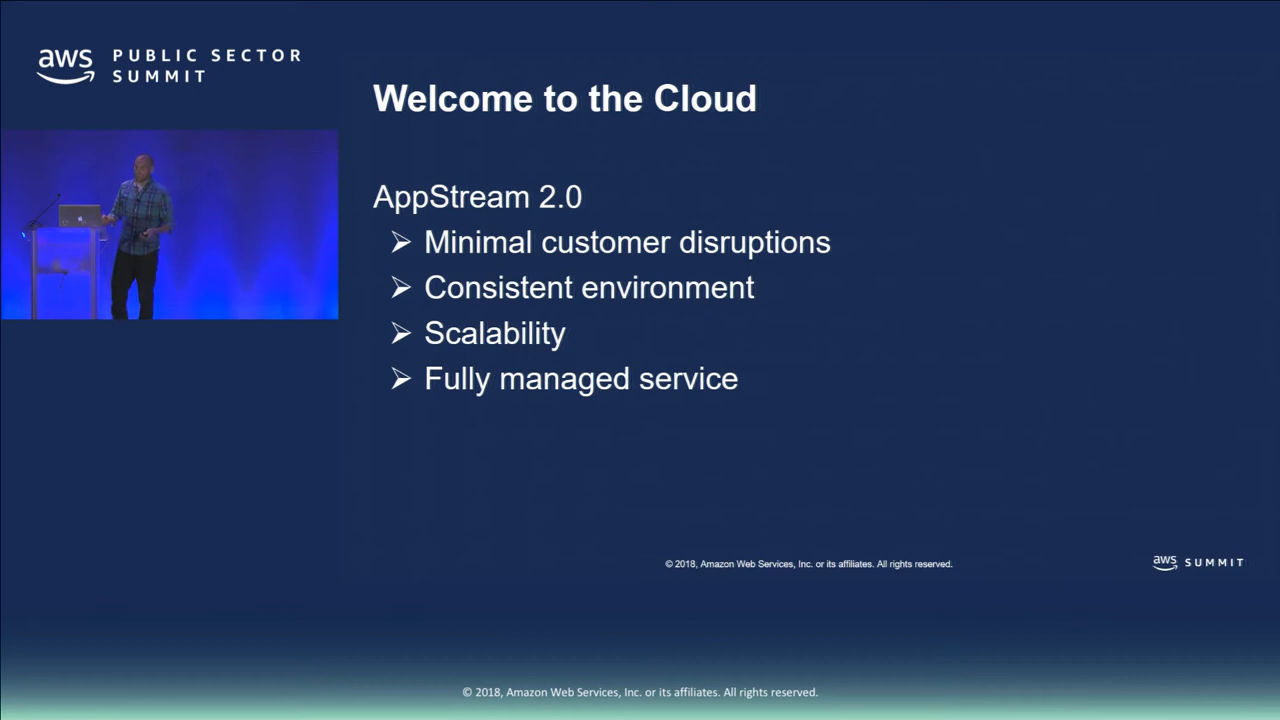 aws PUBLIC SECTOR
SUMMIT
Welcome to the Cloud
AppStream 2.0
➢ Minimal customer disruptions
➢ Consistent environment
➢ Scalability
➢ Fully managed service
© 2018, Amazon Web Services, Inc. or its affiliates. All rights reserved.
aws SUMMIT
© 2018, Amazon Web Services, Inc. or its affiliates. All rights reserved.